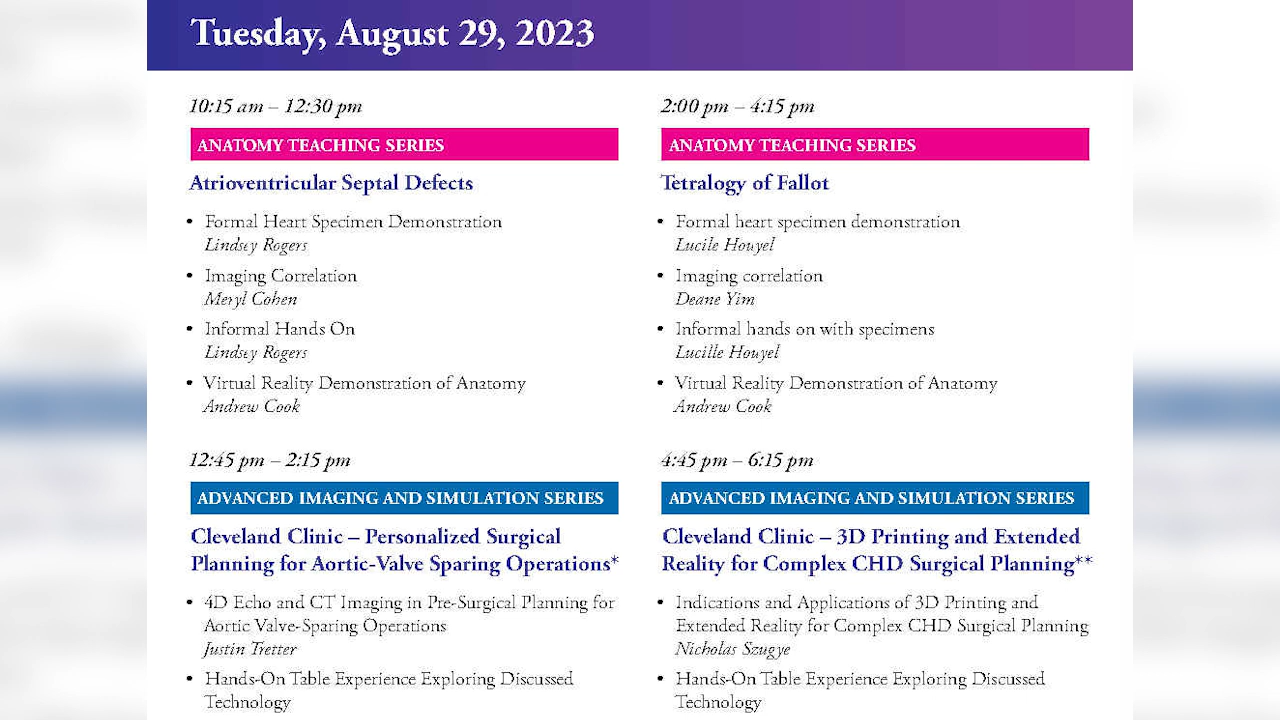 Tuesday, August 29, 2023
10:15 am – 12:30 pm
ANATOMY TEACHING SERIES
Atrioventricular Septal Defects
• Formal Heart Specimen Demonstration
Lindsey Rogers
• Imaging Correlation
Meryl Cohen
• Informal Hands On
Lindsey Rogers
• Virtual Reality Demonstration of Anatomy
Andrew Cook
12:45 pm – 2:15 pm
ADVANCED IMAGING AND SIMULATION SERIES
Cleveland Clinic – Personalized Surgical
Planning for Aortic-Valve Sparing Operations*
• 4D Echo and CT Imaging in Pre-Surgical Planning for
Aortic Valve-Sparing Operations
Justin Tretter
• Hands-On Table Experience Exploring Discussed
Technology
2:00 pm – 4:15 pm
ANATOMY TEACHING SERIES
Tetralogy of Fallot
• Formal heart specimen demonstration
Lucile Houyel
• Imaging correlation
Deane Yim
• Informal hands on with specimens
Lucille Houyel
• Virtual Reality Demonstration of Anatomy
Andrew Cook
4:45 pm – 6:15 pm
ADVANCED IMAGING AND SIMULATION SERIES
Cleveland Clinic – 3D Printing and Extended
Reality for Complex CHD Surgical Planning**
• Indications and Applications of 3D Printing and
Extended Reality for Complex CHD Surgical Planning
Nicholas Szugye
• Hands-On Table Experience Exploring Discussed
Technology